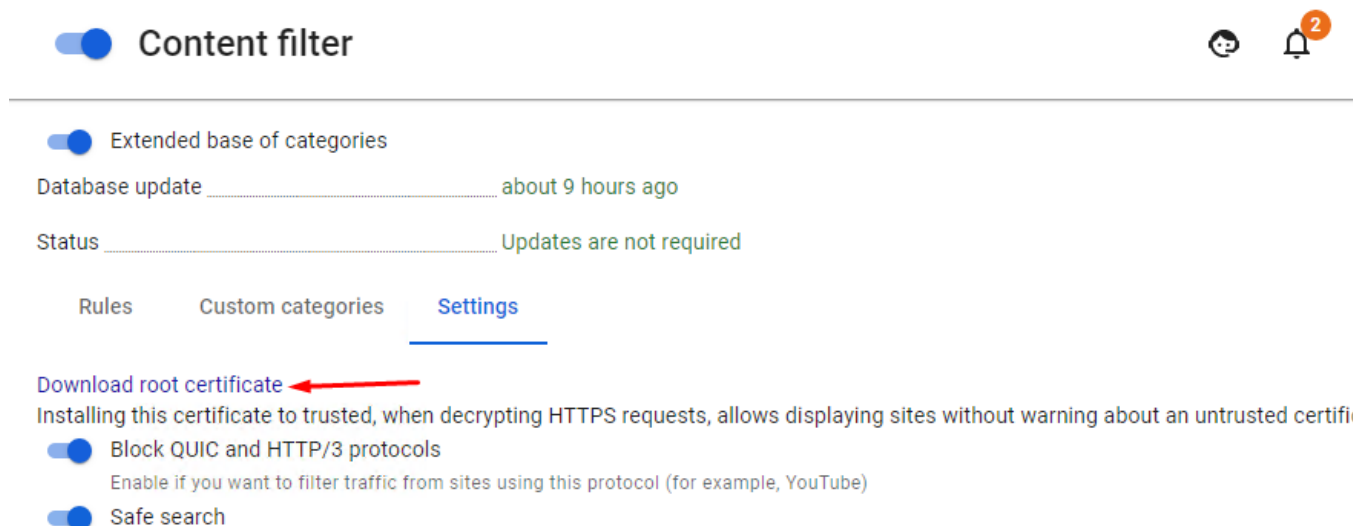 Content filter
2
Extended base of categories
Database update about 9 hours ago
Status Updates are not required
Rules Custom categories Settings
Download root certificate
Installing this certificate to trusted, when decrypting HTTPS requests, allows displaying sites without warning about an untrusted certifi
Block QUIC and HTTP/3 protocols
Enable if you want to filter traffic from sites using this protocol (for example, YouTube)
Safe search